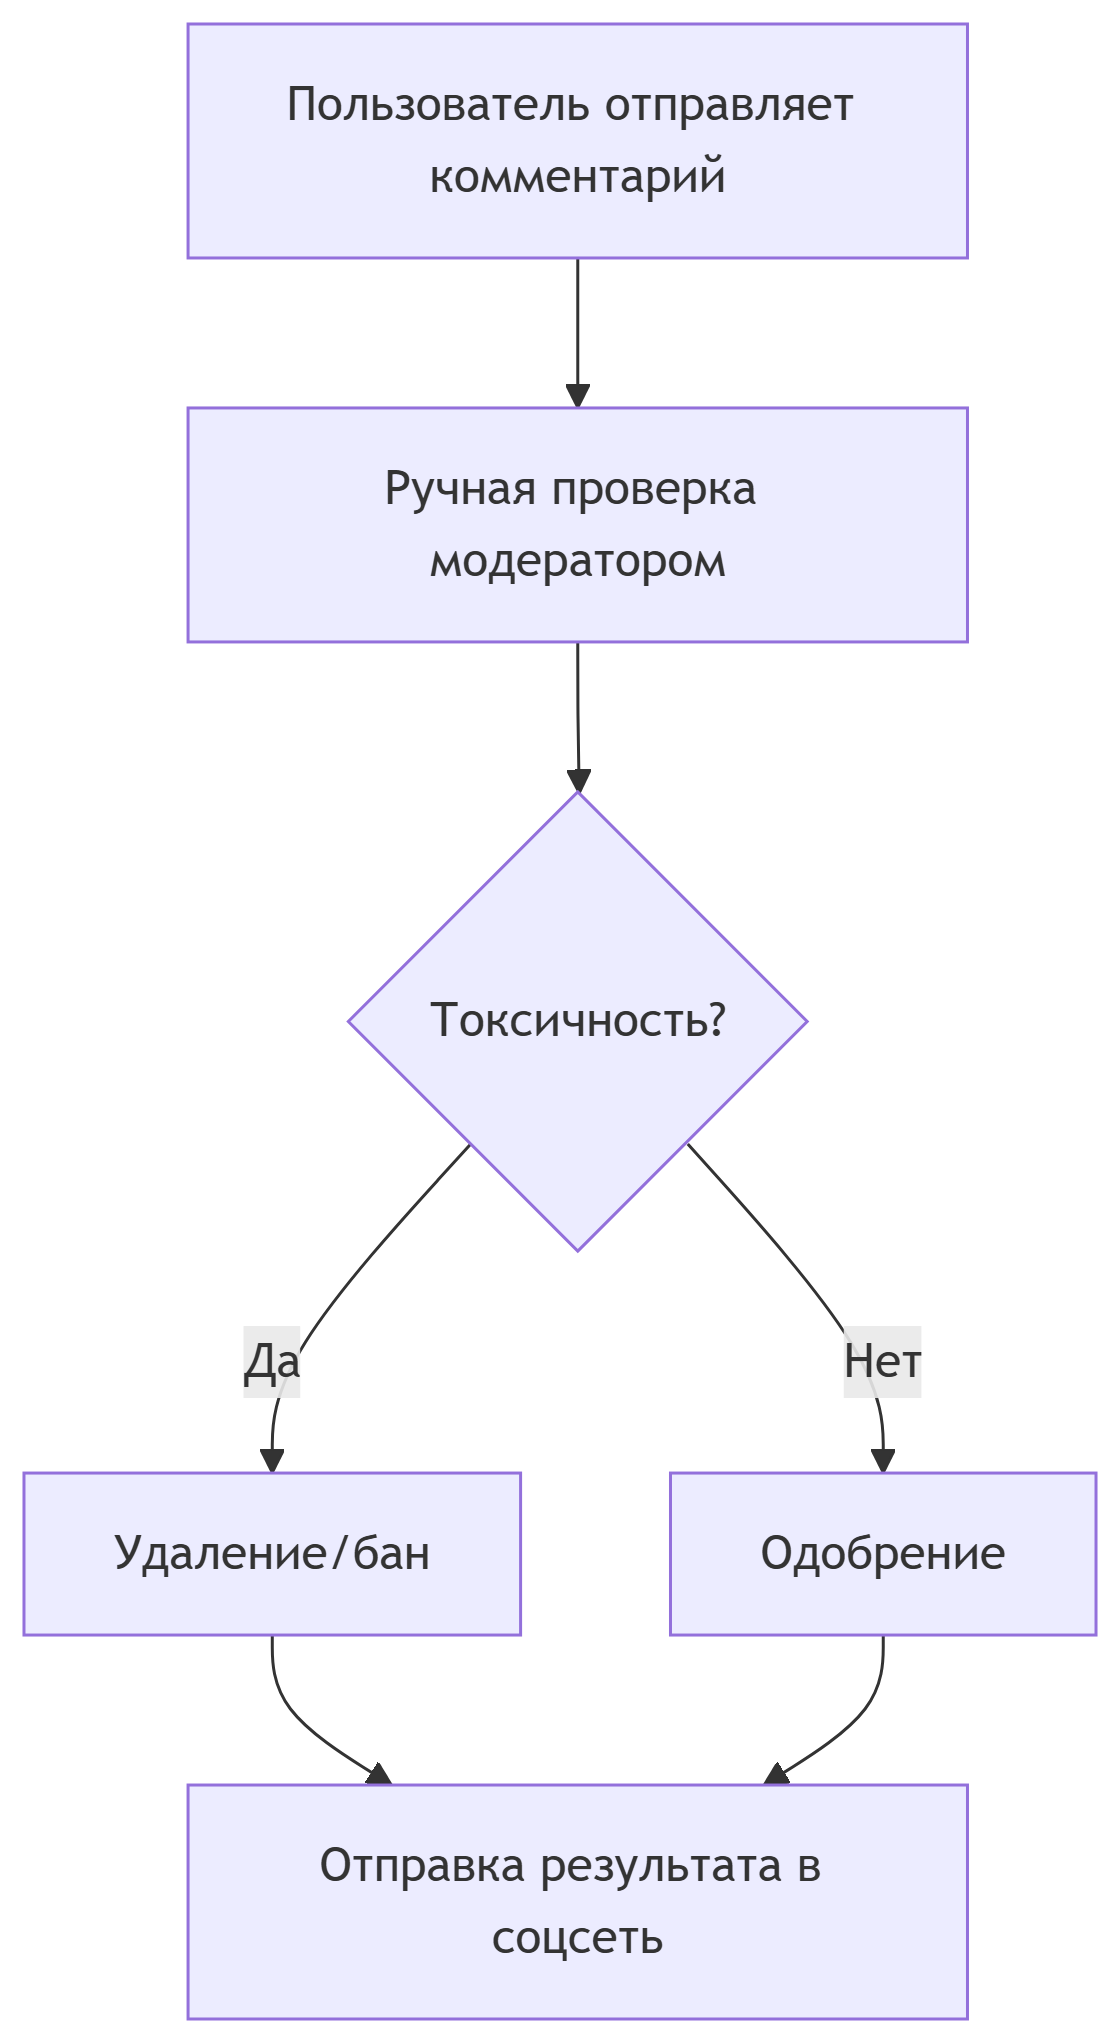 Пользователь отправляет
комментарий
Ручная проверка
модератором
Токсичность?
Да
Нет
Удаление/бан
Одобрение
Отправка результата в
соцсеть